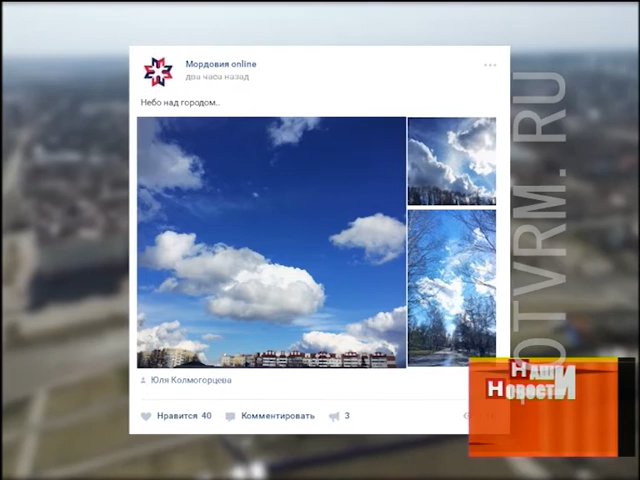 Мордовия online
два часа назад
Небо над городом..
Юля Колмогорцева
Нравится 40
Комментировать
3
OTVRM.RU
Наши
Новости